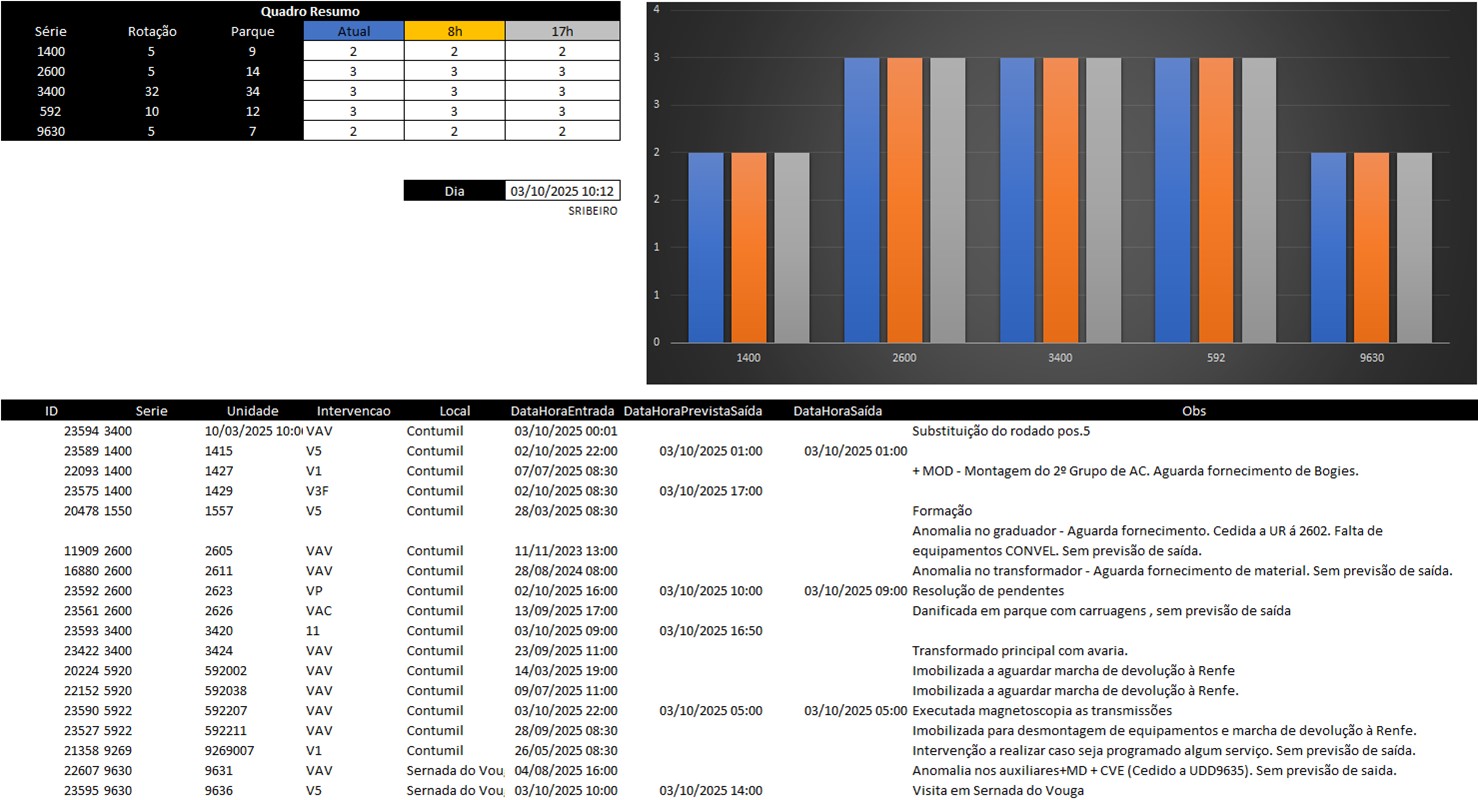 Quadro Resumo
Série Rotação Parque Atual 8h 17h
1400 5 9 2 2 2
2600 5 14 3 3 3
3400 32 34 3 3 3
592 10 12 3 3 3
9630 5 7 2 2 2
Dia 03/10/2025 10:12
SRIBEIRO
4
3
3
2
2
1
1
0
1400 2600 3400 592 9630
ID Serie Unidade Intervencao Local DataHoraEntrada DataHoraPrevistaSaída DataHoraSaída Obs
23594 3400 10/03/2025 10:00 VAV Contumil 03/10/2025 00:01 Substituição do rodado pos.5
23589 1400 1415 V5 Contumil 02/10/2025 22:00 03/10/2025 01:00 03/10/2025 01:00
22093 1400 1427 V1 Contumil 07/07/2025 08:30 + MOD - Montagem do 2º Grupo de AC. Aguarda fornecimento de Bogies.
23575 1400 1429 V3F Contumil 02/10/2025 08:30 03/10/2025 17:00
20478 1550 1557 V5 Contumil 28/03/2025 08:30 Formação
Anomalia no graduador - Aguarda fornecimento. Cedida a UR á 2602. Falta de
11909 2600 2605 VAV Contumil 11/11/2023 13:00 equipamentos CONVEL. Sem previsão de saída.
16880 2600 2611 VAV Contumil 28/08/2024 08:00 Anomalia no transformador - Aguarda fornecimento de material. Sem previsão de saída.
23592 2600 2623 VP Contumil 02/10/2025 16:00 03/10/2025 10:00 03/10/2025 09:00 Resolução de pendentes
23561 2600 2626 VAC Contumil 13/09/2025 17:00 Danificada em parque com carruagens , sem previsão de saída
23593 3400 3420 11 Contumil 03/10/2025 09:00 03/10/2025 16:50
23422 3400 3424 VAV Contumil 23/09/2025 11:00 Transformado principal com avaria.
20224 5920 592002 VAV Contumil 14/03/2025 19:00 Imobilizada a aguardar marcha de devolução à Renfe
22152 5920 592038 VAV Contumil 09/07/2025 11:00 Imobilizada a aguardar marcha de devolução à Renfe.
23590 5922 592207 VAV Contumil 03/10/2025 22:00 03/10/2025 05:00 03/10/2025 05:00 Executada magnetoscopia as transmissões
23527 5922 592211 VAV Contumil 28/09/2025 08:30 Imobilizada para desmontagem de equipamentos e marcha de devolução à Renfe.
21358 9269 9269007 V1 Contumil 26/05/2025 08:30 Intervenção a realizar caso seja programado algum serviço. Sem previsão de saída.
22607 9630 9631 VAV Sernada do Vou 04/08/2025 16:00 Anomalia nos auxiliares+MD + CVE (Cedido a UDD9635). Sem previsão de saida.
23595 9630 9636 V5 Sernada do Vou 03/10/2025 10:00 03/10/2025 14:00 Visita em Sernada do Vouga